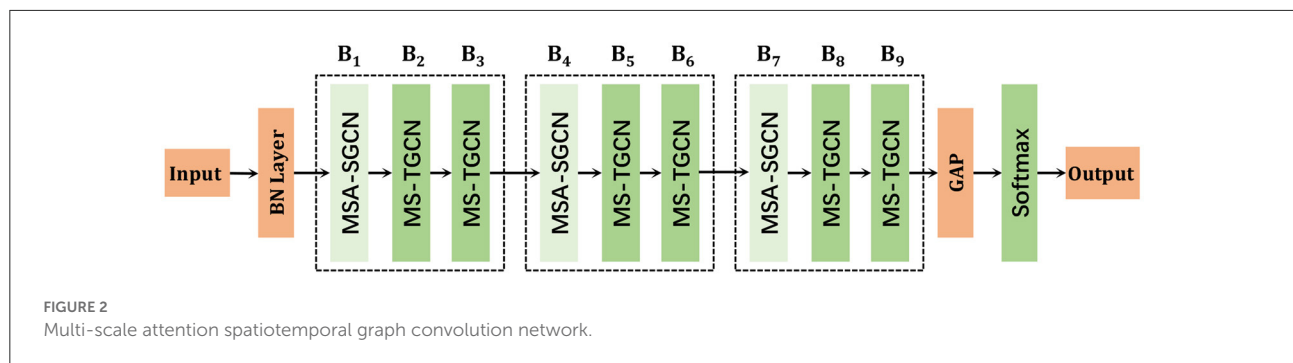 B1 B2 B3 B4 B5 B6 B7 B8 B9
Input
BN Layer
MSA-SGCN
MS-TGCN
MS-TGCN
MSA-SGCN
MS-TGCN
MS-TGCN
MSA-SGCN
MS-TGCN
MS-TGCN
GAP
Softmax
Output
FIGURE 2
Multi-scale attention spatiotemporal graph convolution network.